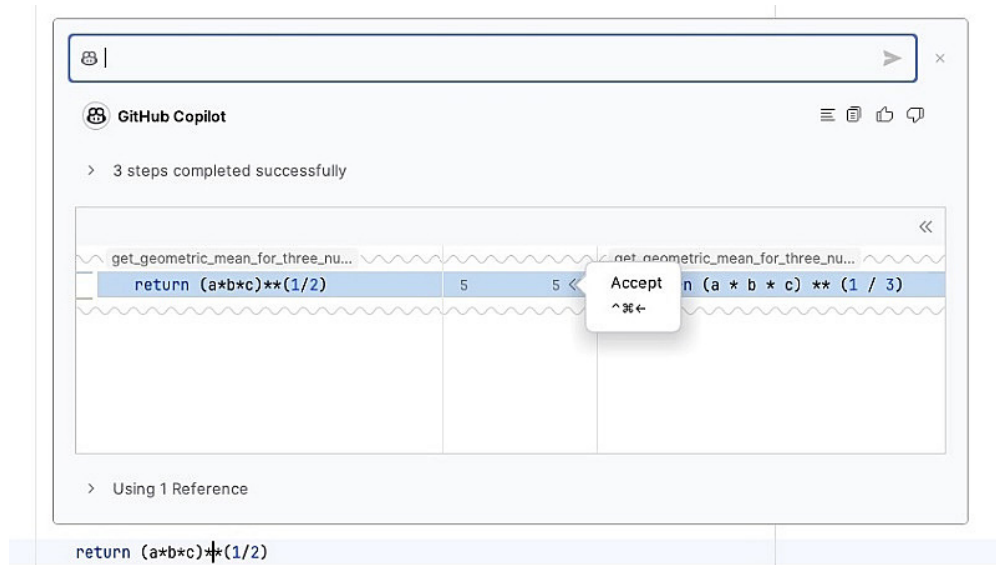 GitHub Copilot
3 steps completed successfully
get_geometric_mean_for_three_nu... get_geometric_mean_for_three_nu...
return (a*b*c)**(1/2) 5 5 n (a * b * c) ** (1 / 3)
Accept
^⌘←
Using 1 Reference
return (a*b*c)**(1/2)